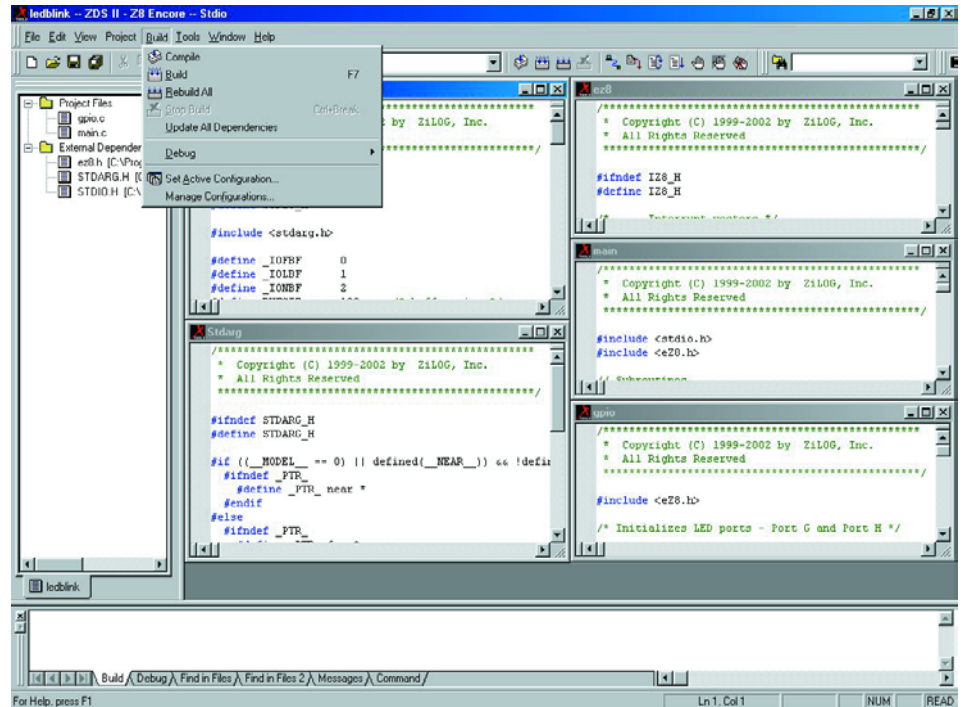 ledblink -- ZDS II - Z8 Encore -- Stdio
File Edit View Project Build Tools Window Help
Compile
Build F7
Rebuild All
Stop Build Ctrl+Break
Update All Dependencies
Debug
Set Active Configuration...
Manage Configurations...
Project Files
gpio.c
main.c
External Depender
ez8.h [C:\Prog
STDARG.H [C
STDIO.H [C:\
ledblink
by ZiLOG, Inc.
*/
#include <stdarg.h>
#define _IOFBF 0
#define _IOLBF 1
#define _IONBF 2
Stdarg
/****************************************************
* Copyright (C) 1999-2002 by ZiLOG, Inc.
* All Rights Reserved
****************************************************/
#ifndef STDARG_H
#define STDARG_H
#if ((__MODEL__ == 0) || defined(__NEAR__)) && !defin
#ifndef _PTR_
#define _PTR_ near *
#endif
#else
#ifndef _PTR_
ez8
/****************************************************
* Copyright (C) 1999-2002 by ZiLOG, Inc.
* All Rights Reserved
****************************************************/
#ifndef IZ8_H
#define IZ8_H
/* Interrupt vectors */
main
/****************************************************
* Copyright (C) 1999-2002 by ZiLOG, Inc.
* All Rights Reserved
****************************************************/
#include <stdio.h>
#include <eZ8.h>
// Subroutines
gpio
/****************************************************
* Copyright (C) 1999-2002 by ZiLOG, Inc.
* All Rights Reserved
****************************************************/
#include <eZ8.h>
/* Initializes LED ports - Port G and Port H */
Build Debug Find in Files Find in Files 2 Messages Command
For Help, press F1 Ln 1, Col 1 NUM READ